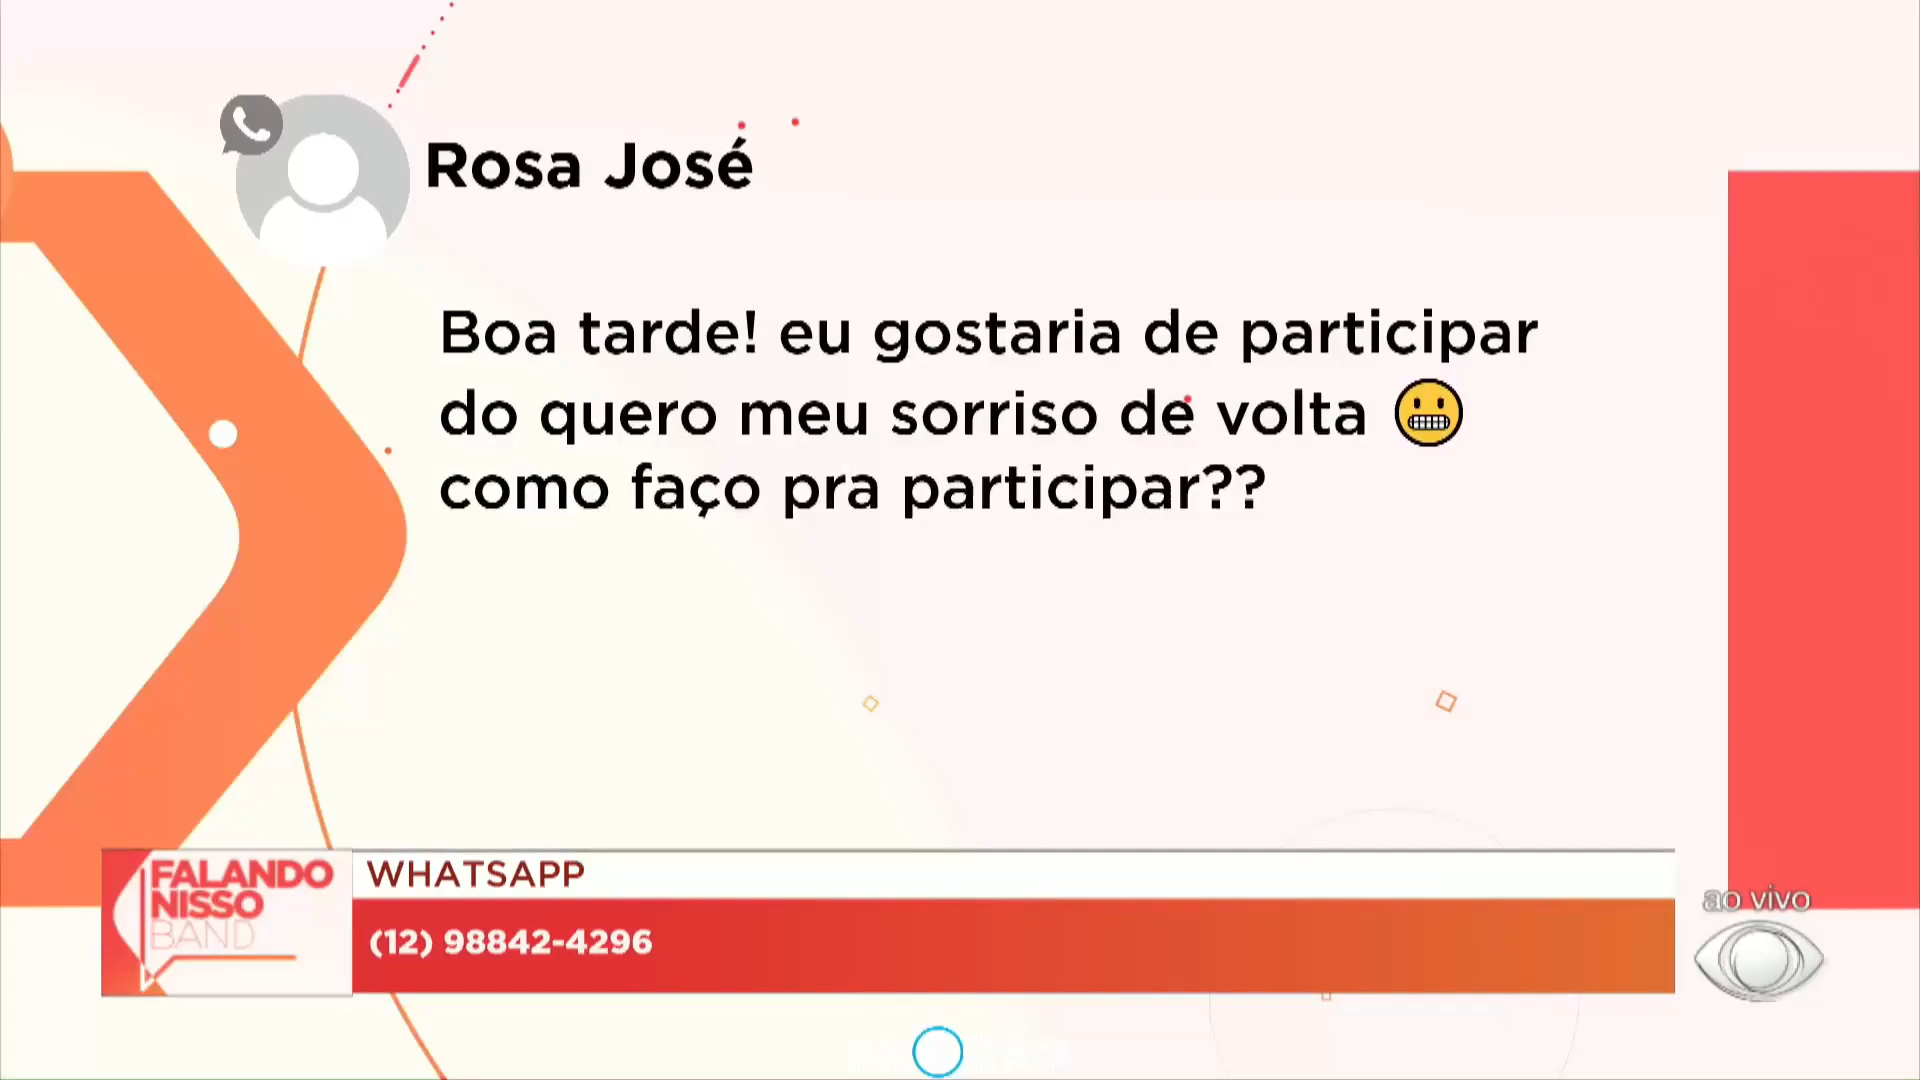 Rosa José
Boa tarde! eu gostaria de participar
do quero meu sorriso de volta 😬
como faço pra participar??
FALANDO
NISSO
BAND
WHATSAPP
(12) 98842-4296
ao vivo